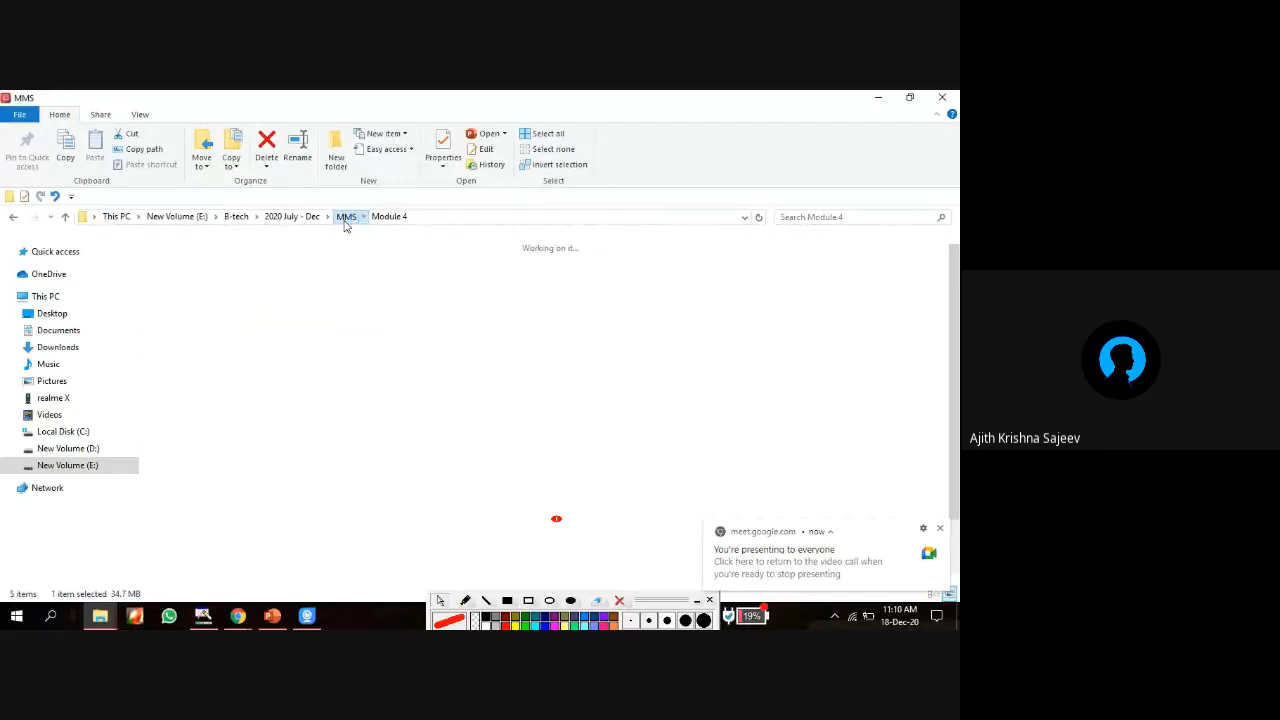 MMS
File Home Share View
Pin to Quick access
Copy
Paste
Cut
Copy path
Paste shortcut
Move to
Copy to
Delete
Rename
New folder
New item
Easy access
Properties
Open
Edit
History
Select all
Select none
Invert selection
Clipboard Organize New Open Select
This PC New Volume (E:) B-tech 2020 July - Dec MMS Module 4
Search Module 4
Working on it...
Quick access
OneDrive
This PC
Desktop
Documents
Downloads
Music
Pictures
realme X
Videos
Local Disk (C:)
New Volume (D:)
New Volume (E:)
Network
Ajith Krishna Sajeev
meet.google.com • now
You're presenting to everyone
Click here to return to the video call when
you're ready to stop presenting
5 items 1 item selected 34.7 MB
19%
11:10 AM
18-Dec-20